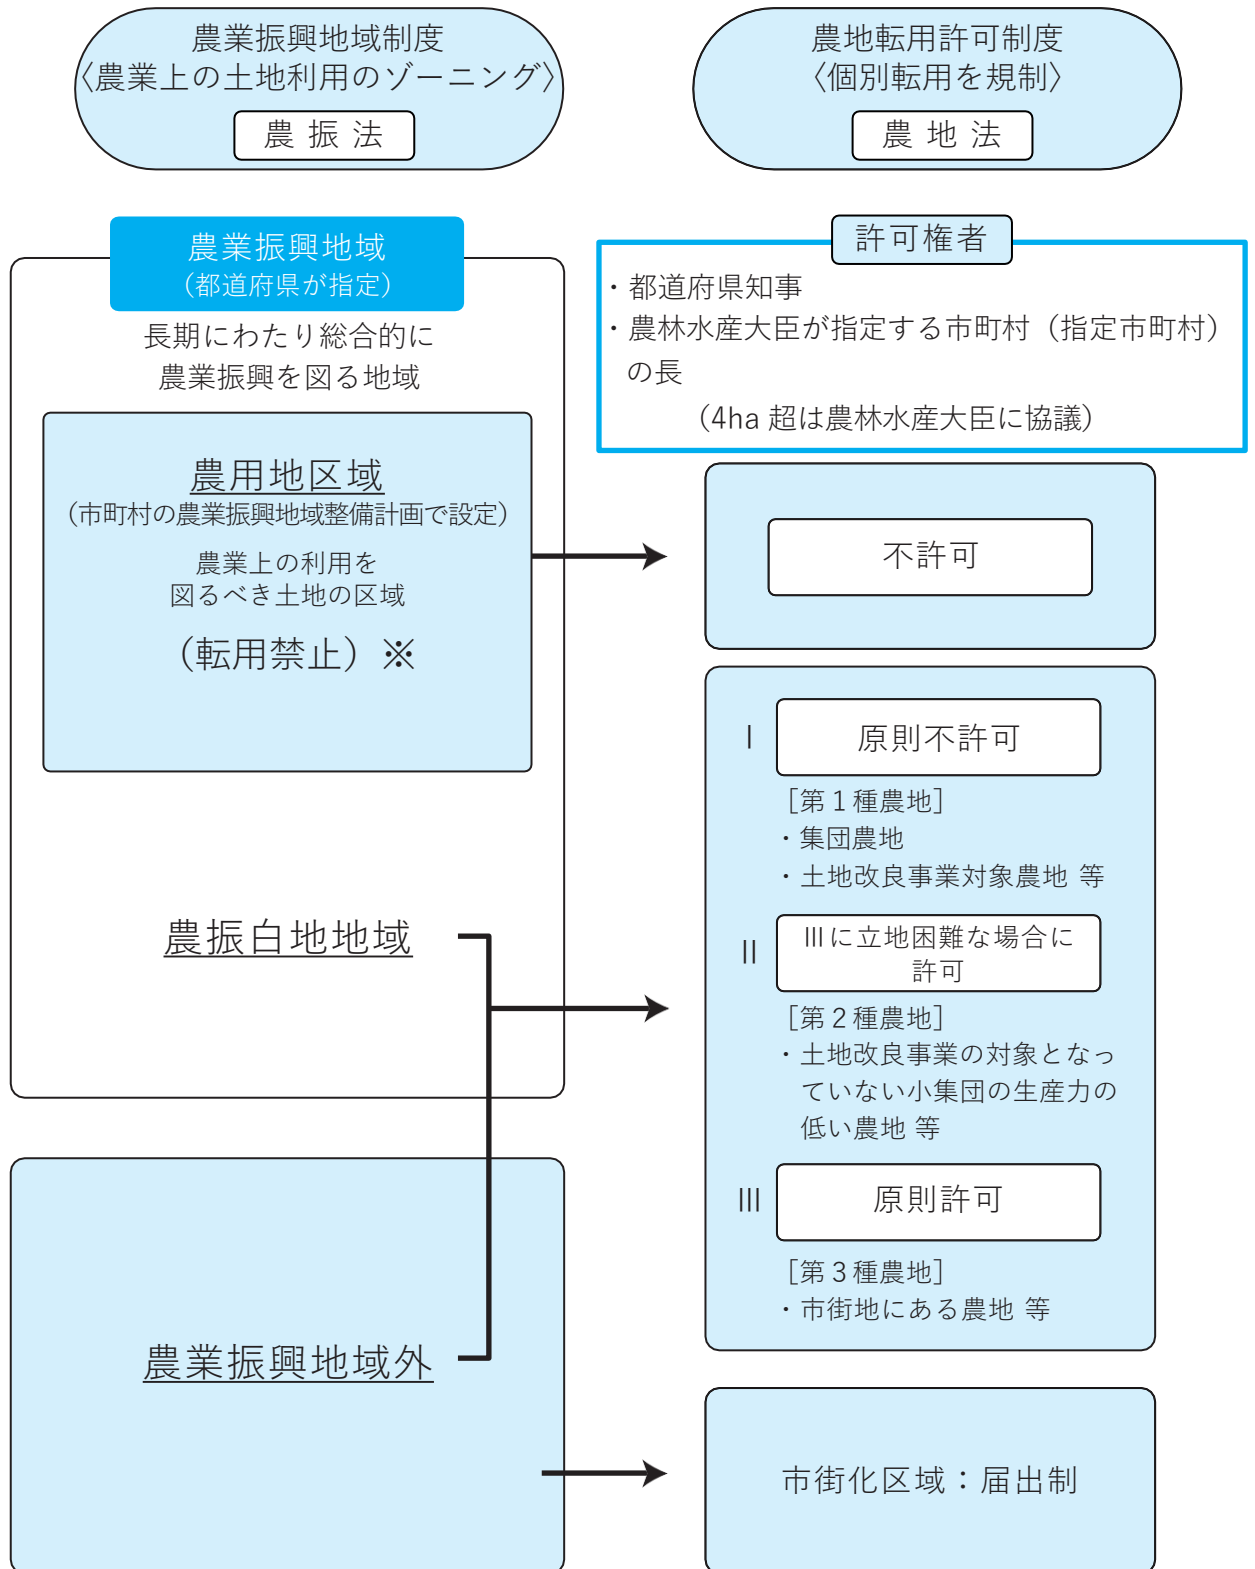 農業振興地域制度
〈農業上の土地利用のゾーニング〉
農振法
農地転用許可制度
〈個別転用を規制〉
農地法
農業振興地域
（都道府県が指定）
長期にわたり総合的に
農業振興を図る地域
農用地区域
（市町村の農業振興地域整備計画で設定）
農業上の利用を
図るべき土地の区域
（転用禁止）※
農振白地地域
農業振興地域外
許可権者
・都道府県知事
・農林水産大臣が指定する市町村（指定市町村）
の長
（4ha 超は農林水産大臣に協議）
不許可
Ⅰ 原則不許可
［第１種農地］
・集団農地
・土地改良事業対象農地 等
Ⅱ Ⅲに立地困難な場合に
許可
［第２種農地］
・土地改良事業の対象となっ
ていない小集団の生産力の
低い農地 等
Ⅲ 原則許可
［第３種農地］
・市街地にある農地 等
市街化区域：届出制